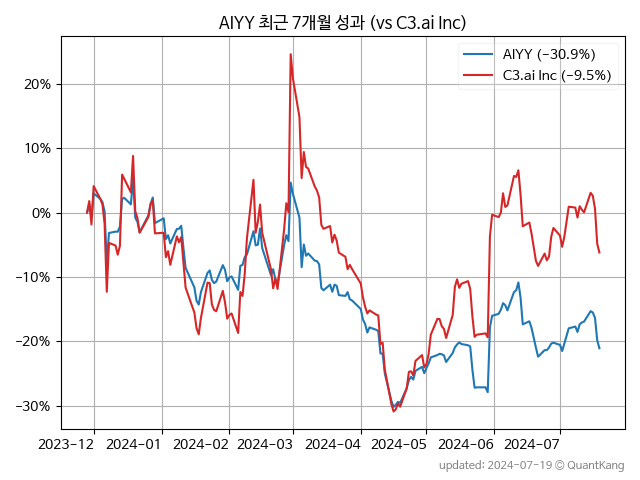 AIYY 최근 7개월 성과 (vs C3.ai Inc)
AIYY (−30.9%)
C3.ai Inc (−9.5%)
20%
10%
0%
−10%
−20%
−30%
2023-12 2024-01 2024-02 2024-03 2024-04 2024-05 2024-06 2024-07
updated: 2024-07-19 © QuantKang